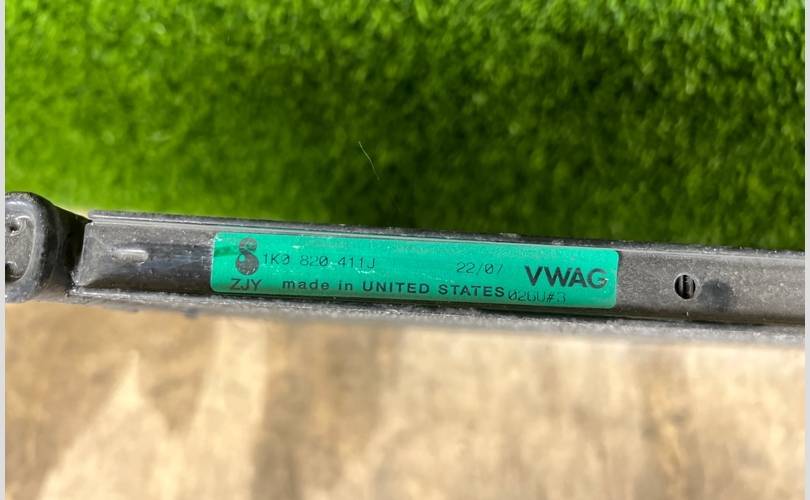 1K0 820 411J 22/07 VWAG
ZJY made in UNITED STATES